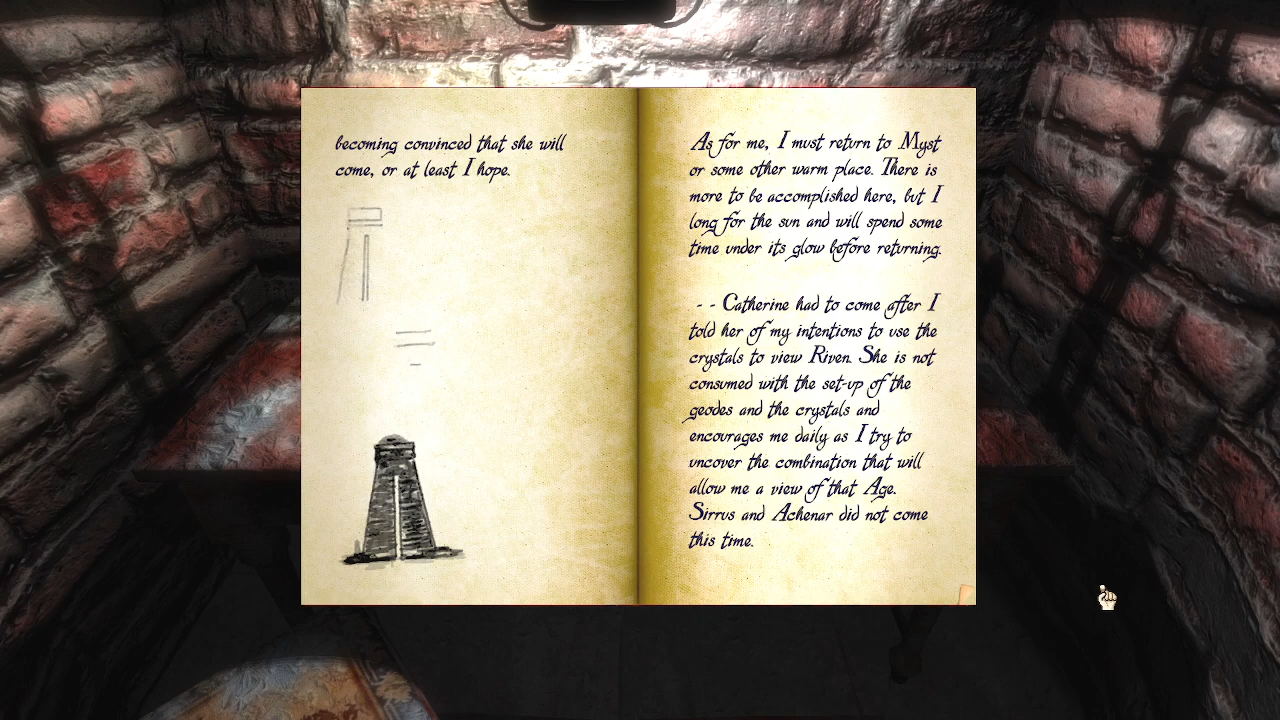 becoming convinced that she will
come, or at least I hope.
As for me, I must return to Myst
or some other warm place. There is
more to be accomplished here, but I
long for the sun and will spend some
time under its glow before returning.
- - Catherine had to come after I
told her of my intentions to use the
crystals to view Riven. She is not
consumed with the set-up of the
geodes and the crystals and
encourages me daily as I try to
uncover the combination that will
allow me a view of that Age.
Sirrus and Achenar did not come
this time.